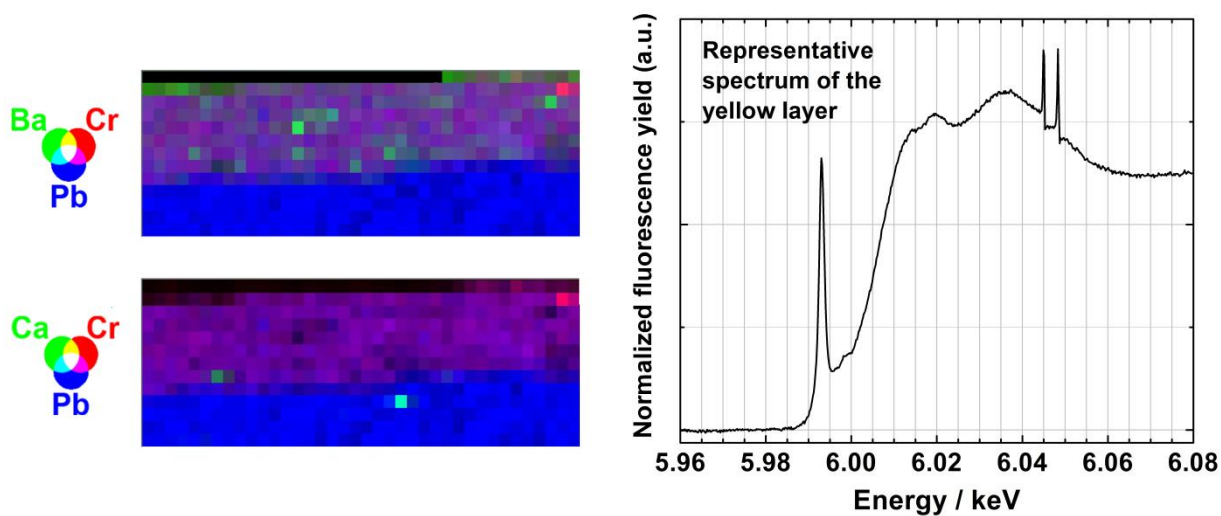 Ba Cr
Pb
Ca Cr
Pb
Normalized fluorescence yield (a.u.)
Representative
spectrum of the
yellow layer
5.96 5.98 6.00 6.02 6.04 6.06 6.08
Energy / keV